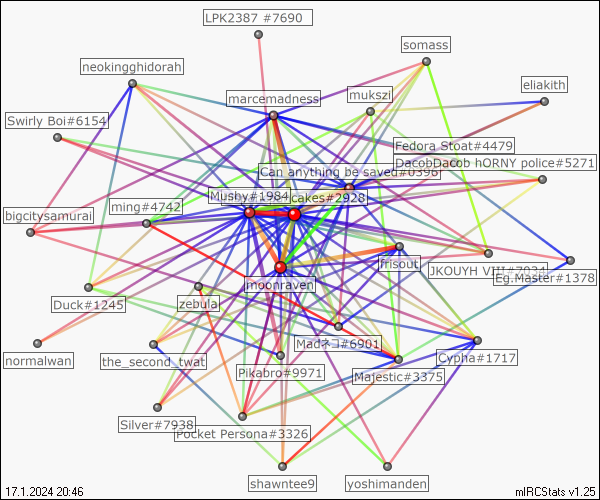 LPK2387 #7690
somass
neokingghidorah
eliakith
mukszi
marcemadness
Swirly Boi#6154
Fedora Stoat#4479
DacobDacob hORNY police#5271
Can anything be saved#0398
Mushy#1984
cakes#2928
ming#4742
bigcitysamurai
frisout
JKOUYH VIII#7934
Eg.Master#1378
moonraven
Duck#1245
zebula
Madネコ#6901
the_second_twat
Cypha#1717
normalwan
Pikabro#9971
Majestic#3375
Silver#7938
Pocket Persona#3326
shawntee9
yoshimanden
17.1.2024 20:46
mIRCStats v1.25